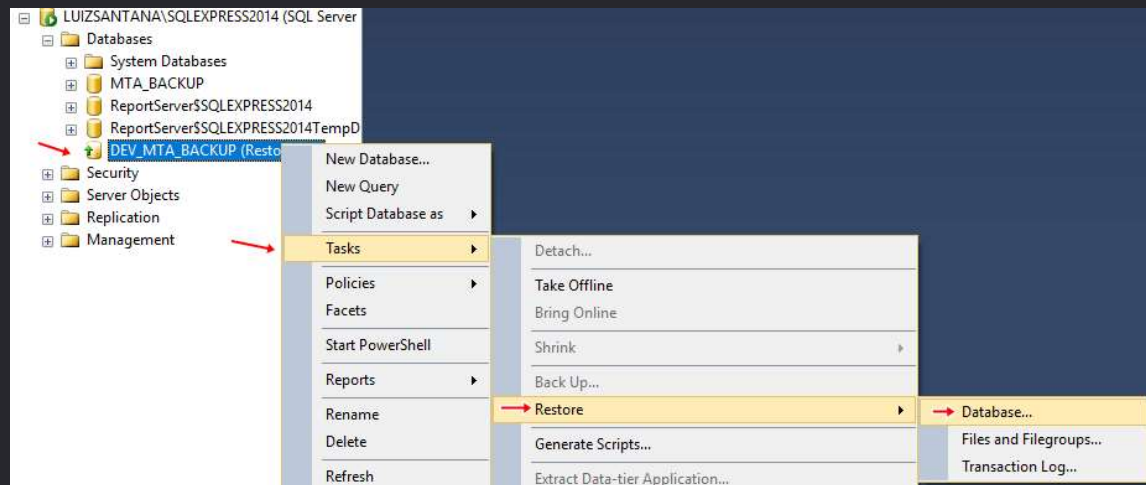 LUIZSANTANA\SQLEXPRESS2014 (SQL Server
Databases
System Databases
MTA_BACKUP
ReportServer$SQLEXPRESS2014
ReportServer$SQLEXPRESS2014TempD
DEV_MTA_BACKUP (Resto
Security
Server Objects
Replication
Management
New Database...
New Query
Script Database as
Tasks
Policies
Facets
Start PowerShell
Reports
Rename
Delete
Refresh
Detach...
Take Offline
Bring Online
Shrink
Back Up...
Restore
Generate Scripts...
Extract Data-tier Application...
Database...
Files and Filegroups...
Transaction Log...